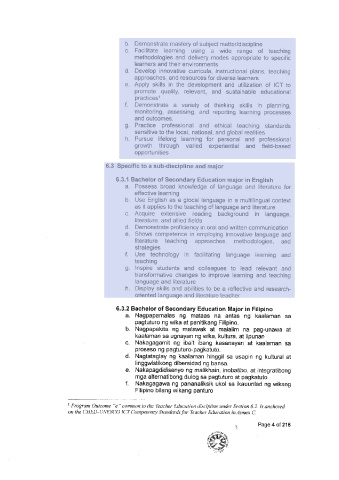 b. Demonstrate mastery of subject matter/discipline
c. Facilitate learning using a wide range of teaching
methodologies and delivery modes appropriate to specific
learners and their environments
d. Develop innovative curricula, instructional plans, teaching
approaches, and resources for diverse learners
e. Apply skills in the development and utilization of ICT to
promote quality, relevant, and sustainable educational
practices¹
f. Demonstrate a variety of thinking skills in planning,
monitoring, assessing, and reporting learning processes
and outcomes.
g. Practice professional and ethical teaching standards
sensitive to the local, national, and global realities
h. Pursue lifelong learning for personal and professional
growth through varied experiential and field-based
opportunities
6.3 Specific to a sub-discipline and major
6.3.1 Bachelor of Secondary Education major in English
a. Possess broad knowledge of language and literature for
effective learning
b. Use English as a global language in a multilingual context
as it applies to the teaching of language and literature
c. Acquire extensive reading background in language,
literature, and allied fields
d. Demonstrate proficiency in oral and written communication
e. Shows competence in employing innovative language and
literature teaching approaches, methodologies, and
strategies
f. Use technology in facilitating language learning and
teaching
g. Inspire students and colleagues to lead relevant and
transformative changes to improve learning and teaching
language and literature
h. Display skills and abilities to be a reflective and research-
oriented language and literature teacher
6.3.2 Bachelor of Secondary Education Major in Filipino
a. Nagpapamalas ng mataas na antas ng kaalaman sa
pagtuturo ng wika at panitikang Filipino.
b. Nagpapakita ng malawak at malalim na pag-unawa at
kaalaman sa ugnayan ng wika, kultura, at lipunan
c. Nakagagamit ng iba't ibang kasanayan at kaalaman sa
proseso ng pagtuturo-pagkatuto.
d. Nagtataglay ng kaalaman hinggil sa usapin ng kultural at
linggwistikong dibersidad ng bansa.
e. Nakapagdidisenyo ng malikhain, inobatibo, at integratibong
mga alternatibong dulog sa pagtuturo at pagkatuto
f. Nakagagawa ng pananaliksik ukol sa ikauunlad ng wikang
Filipino bilang wikang panturo
¹ Program Outcome "e" common to the Teacher Education discipline under Section 6.2 is anchored
on the CHED-UNESCO ICT Competency Standards for Teacher Education in Annex C.
Page 4 of 216